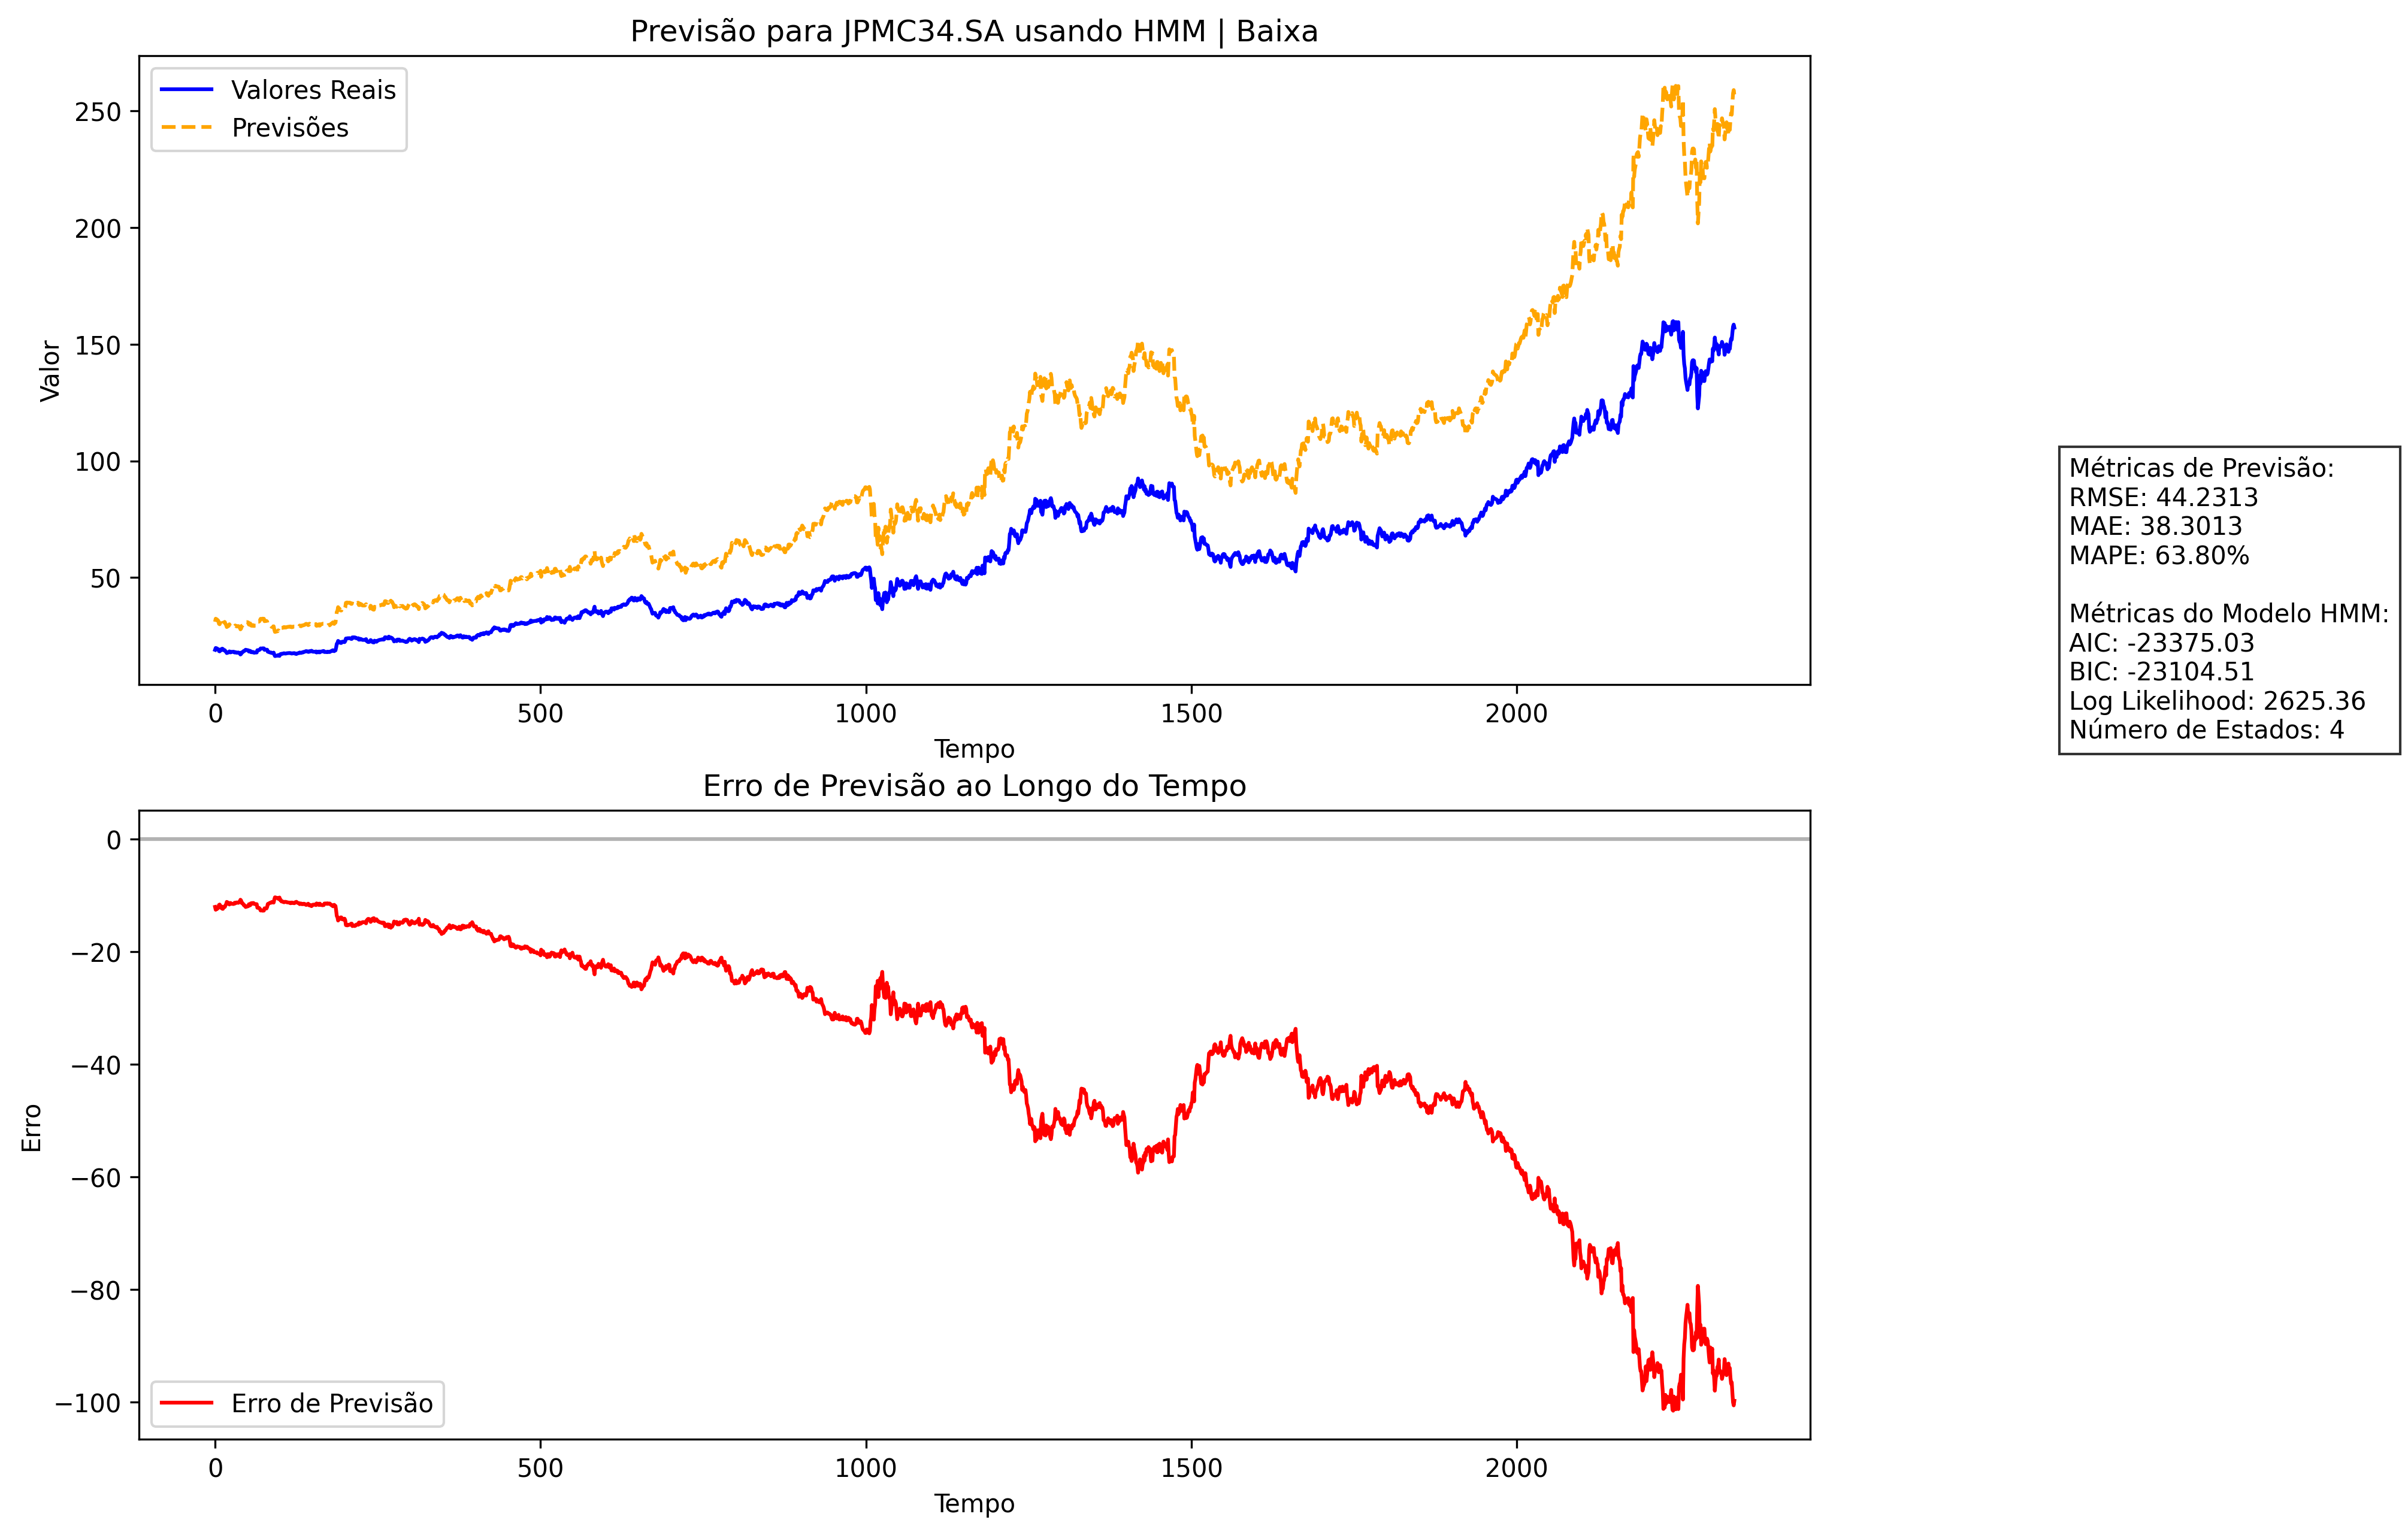 Previsão para JPMC34.SA usando HMM | Baixa
Valores Reais
Previsões
250
200
150
100
50
Valor
0
500
1000
1500
2000
Tempo
Métricas de Previsão:
RMSE: 44.2313
MAE: 38.3013
MAPE: 63.80%
Métricas do Modelo HMM:
AIC: -23375.03
BIC: -23104.51
Log Likelihood: 2625.36
Número de Estados: 4
Erro de Previsão ao Longo do Tempo
0
−20
−40
−60
−80
−100
Erro
Erro de Previsão
0
500
1000
1500
2000
Tempo